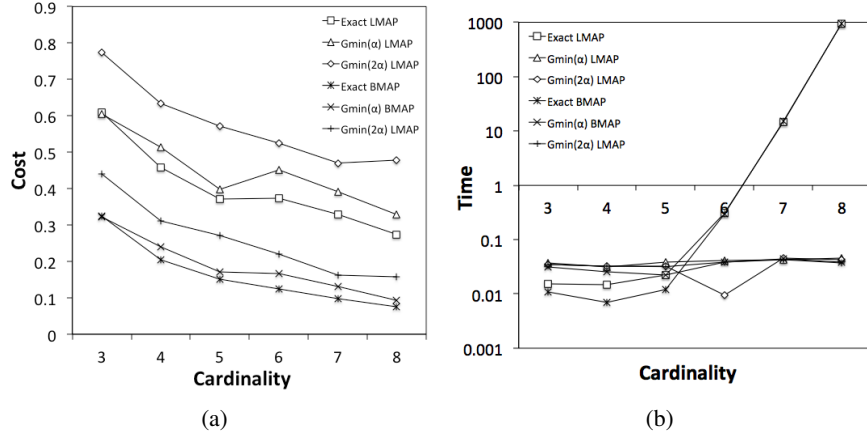 0.9
0.8
0.7
0.6
0.5
0.4
0.3
0.2
0.1
0
Cost
3 4 5 6 7 8
Cardinality
Exact LMAP
Gmin(α) LMAP
Gmin(2α) LMAP
Exact BMAP
Gmin(α) BMAP
Gmin(2α) LMAP
(a)
1000
100
10
1
0.1
0.01
0.001
Time
3 4 5 6 7 8
Cardinality
Exact LMAP
Gmin(α) LMAP
Gmin(2α) LMAP
Exact BMAP
Gmin(α) BMAP
Gmin(2α) LMAP
(b)